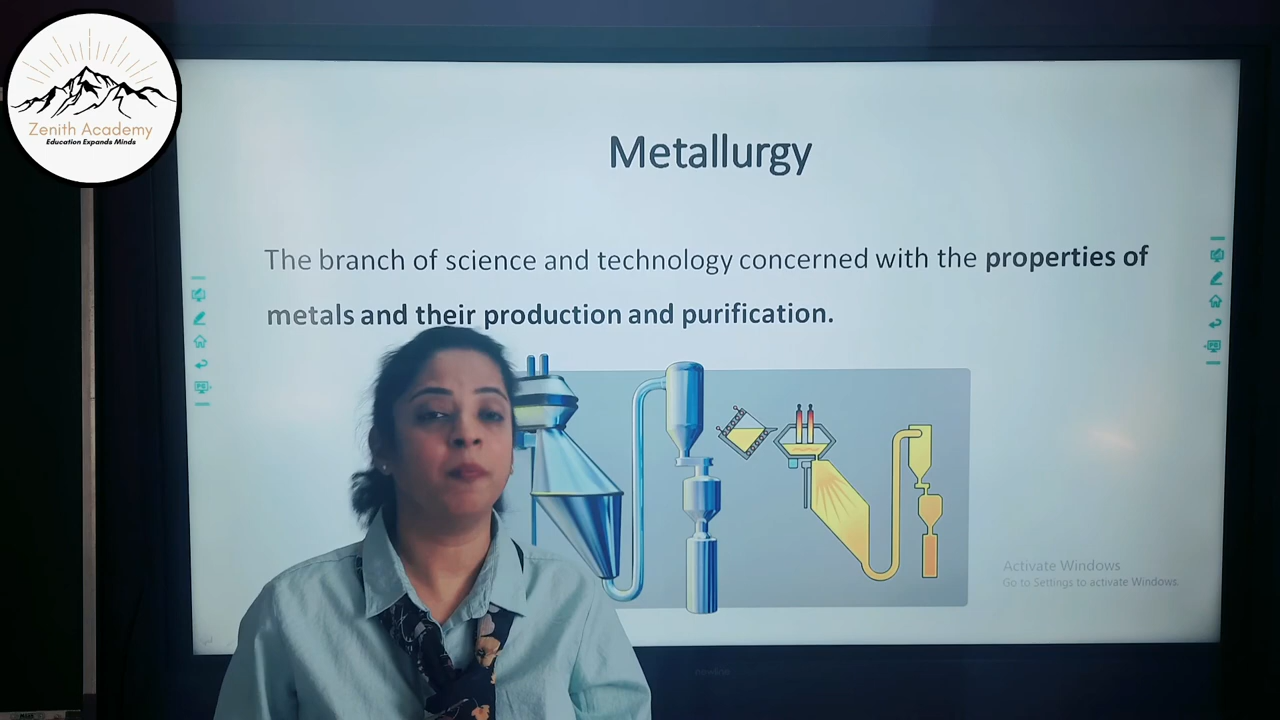 Zenith Academy
Education Expands Minds
Metallurgy
The branch of science and technology concerned with the properties of
metals and their production and purification.
Activate Windows
Go to Settings to activate Windows.